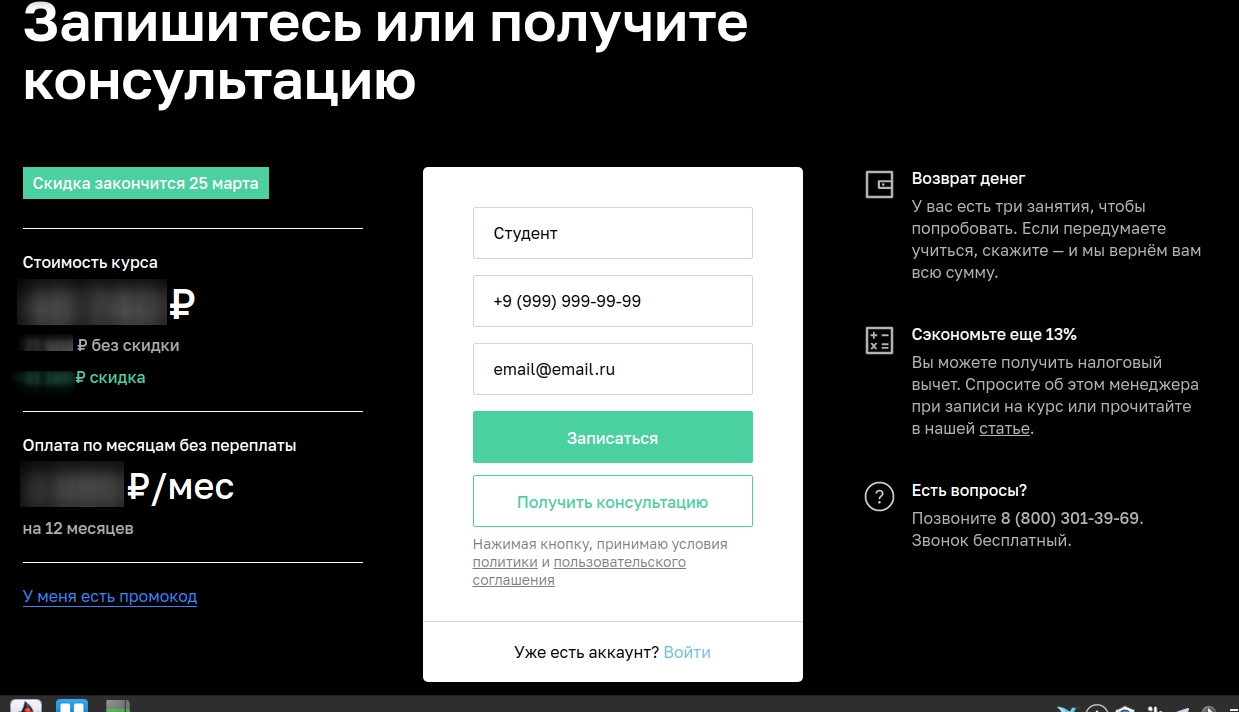 Запишитесь или получите
консультацию
Скидка закончится 25 марта
Стоимость курса
₽
₽ без скидки
₽ скидка
Оплата по месяцам без переплаты
₽/мес
на 12 месяцев
У меня есть промокод
Студент
+9 (999) 999-99-99
email@email.ru
Записаться
Получить консультацию
Нажимая кнопку, принимаю условия
политики и пользовательского
соглашения
Уже есть аккаунт? Войти
Возврат денег
У вас есть три занятия, чтобы
попробовать. Если передумаете
учиться, скажите — и мы вернём вам
всю сумму.
Сэкономьте еще 13%
Вы можете получить налоговый
вычет. Спросите об этом менеджера
при записи на курс или прочитайте
в нашей статье.
Есть вопросы?
Позвоните 8 (800) 301-39-69.
Звонок бесплатный.